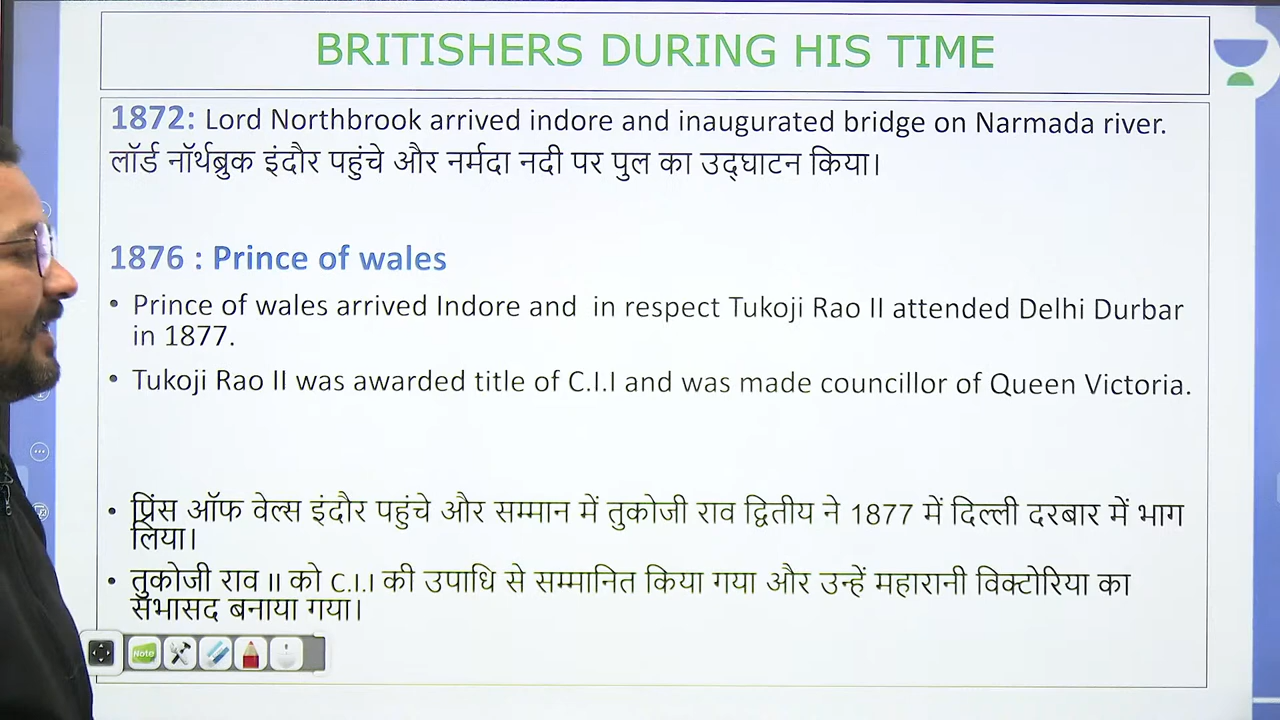 BRITISHERS DURING HIS TIME
1872: Lord Northbrook arrived indore and inaugurated bridge on Narmada river.
लॉर्ड नॉर्थब्रुक इंदौर पहुंचे और नर्मदा नदी पर पुल का उद्घाटन किया।
1876 : Prince of wales
• Prince of wales arrived Indore and in respect Tukoji Rao II attended Delhi Durbar
in 1877.
• Tukoji Rao II was awarded title of C.I.I and was made councillor of Queen Victoria.
• प्रिंस ऑफ वेल्स इंदौर पहुंचे और सम्मान में तुकोजी राव द्वितीय ने 1877 में दिल्ली दरबार में भाग
लिया।
• तुकोजी राव II को C.I.I की उपाधि से सम्मानित किया गया और उन्हें महारानी विक्टोरिया का
सभासद बनाया गया।
Note